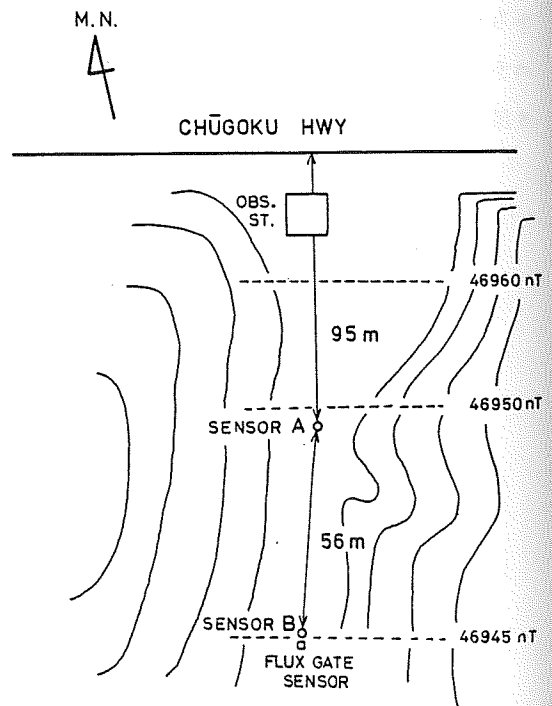 M.N.
CHŪGOKU HWY
OBS.
ST.
46960 nT
95 m
46950 nT
SENSOR A
56 m
SENSOR B
46945 nT
FLUX GATE
SENSOR